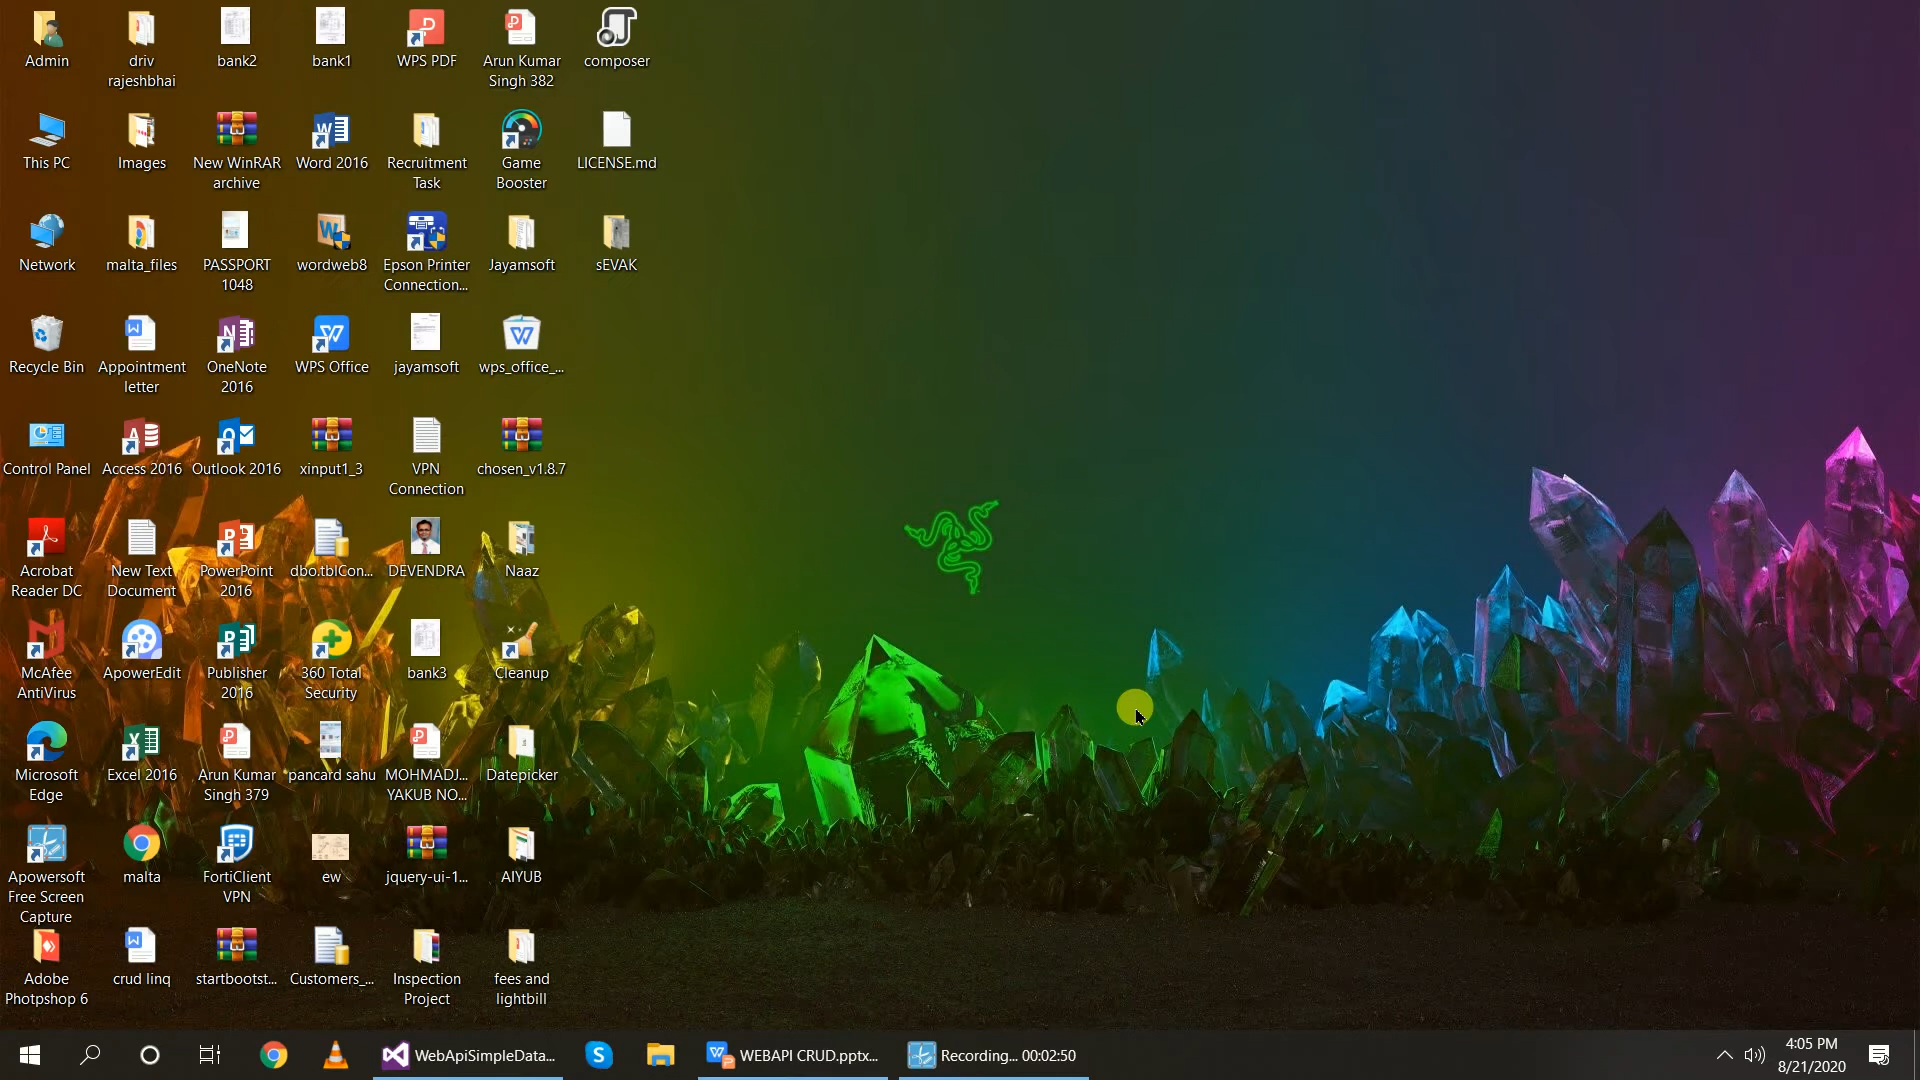 Admin
driv
rajeshbhai
bank2
bank1
WPS PDF
Arun Kumar
Singh 382
composer
This PC
Images
New WinRAR
archive
Word 2016
Recruitment
Task
Game
Booster
LICENSE.md
Network
malta_files
PASSPORT
1048
wordweb8
Epson Printer
Connection...
Jayamsoft
sEVAK
Recycle Bin
Appointment
letter
OneNote
2016
WPS Office
jayamsoft
wps_office_...
Control Panel
Access 2016
Outlook 2016
xinput1_3
VPN
Connection
chosen_v1.8.7
Acrobat
Reader DC
New Text
Document
PowerPoint
2016
dbo.tblCon...
DEVENDRA
Naaz
McAfee
AntiVirus
ApowerEdit
Publisher
2016
360 Total
Security
bank3
Cleanup
Microsoft
Edge
Excel 2016
Arun Kumar
Singh 379
pancard sahu
MOHMADJ...
YAKUB NO...
Datepicker
Apowersoft
Free Screen
Capture
malta
FortiClient
VPN
ew
jquery-ui-1...
AIYUB
Adobe
Photpshop 6
crud linq
startbootst...
Customers_...
Inspection
Project
fees and
lightbill
WebApiSimpleData...
WEBAPI CRUD.pptx...
Recording... 00:02:50
4:05 PM
8/21/2020